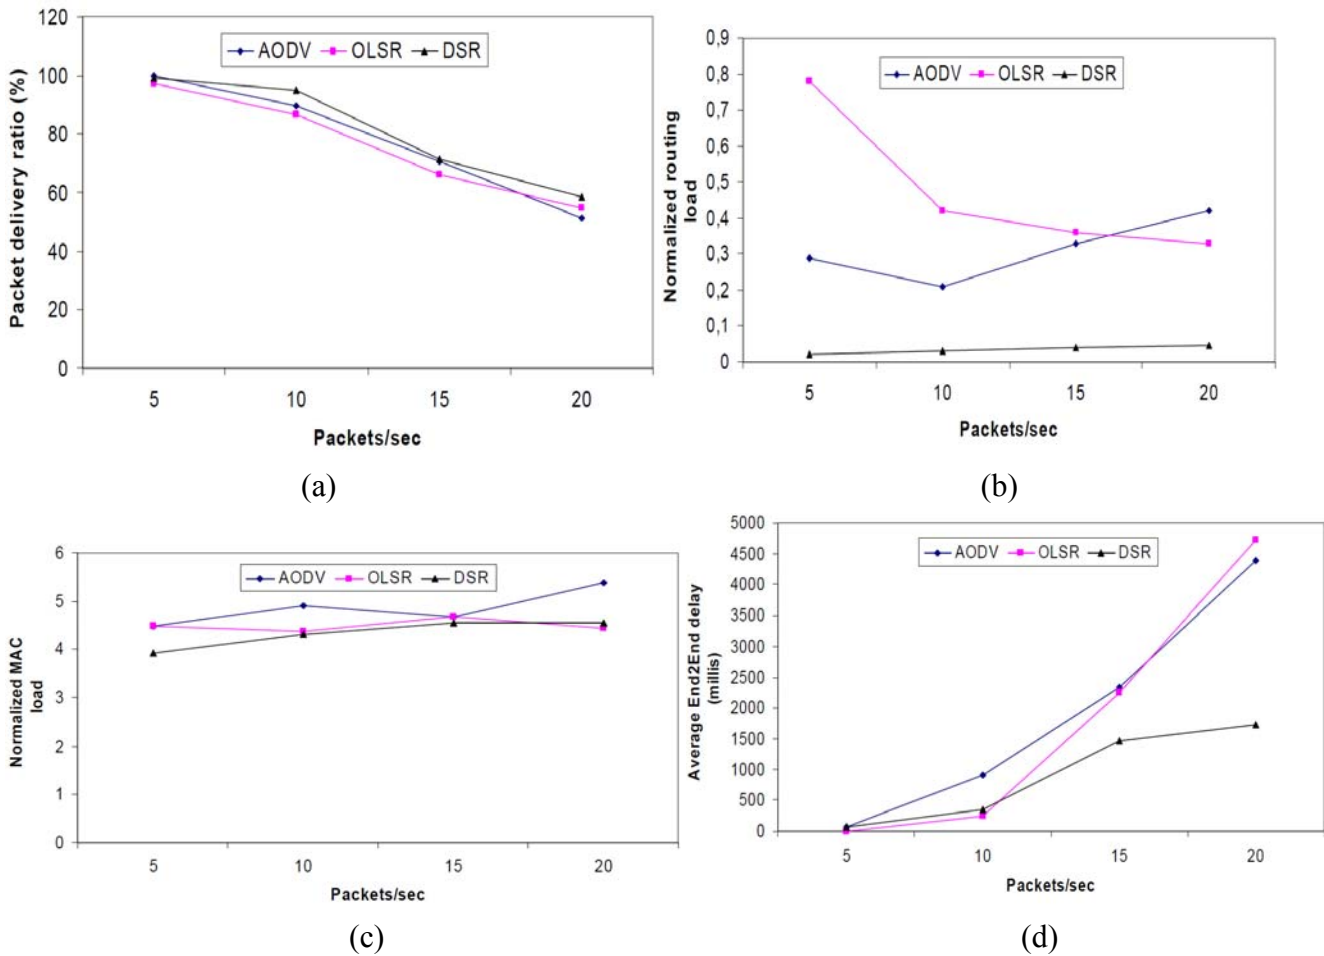 120
100
80
60
40
20
0
Packet delivery ratio (%)
AODV OLSR DSR
5 10 15 20
Packets/sec
(a)
0,9
0,8
0,7
0,6
0,5
0,4
0,3
0,2
0,1
0
Normalized routing
load
AODV OLSR DSR
5 10 15 20
Packets/sec
(b)
6
5
4
3
2
1
0
Normalized MAC
load
AODV OLSR DSR
5 10 15 20
Packets/sec
(c)
5000
4500
4000
3500
3000
2500
2000
1500
1000
500
0
Average End2End delay
(millis)
AODV OLSR DSR
5 10 15 20
Packets/sec
(d)